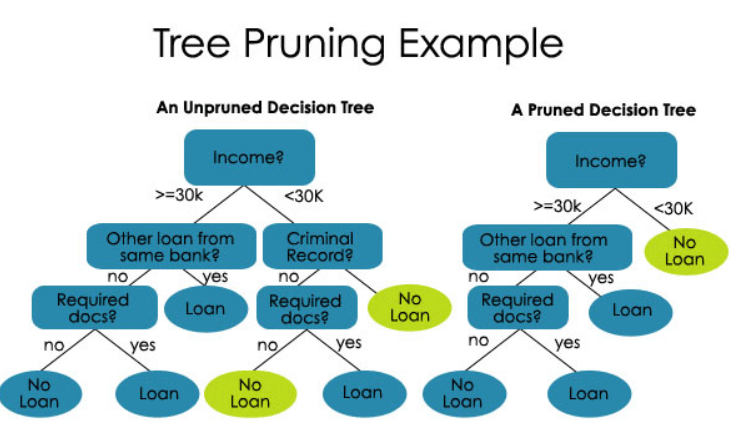 Tree Pruning Example
An Unpruned Decision Tree
Income?
>=30k
<30K
Other loan from
same bank?
Criminal
Record?
no
yes
no
Required
docs?
Loan
Required
docs?
No
Loan
no
yes
no
yes
No
Loan
Loan
No
Loan
Loan
A Pruned Decision Tree
Income?
>=30k
<30K
Other loan from
same bank?
No
Loan
no
yes
Required
docs?
Loan
no
yes
No
Loan
Loan